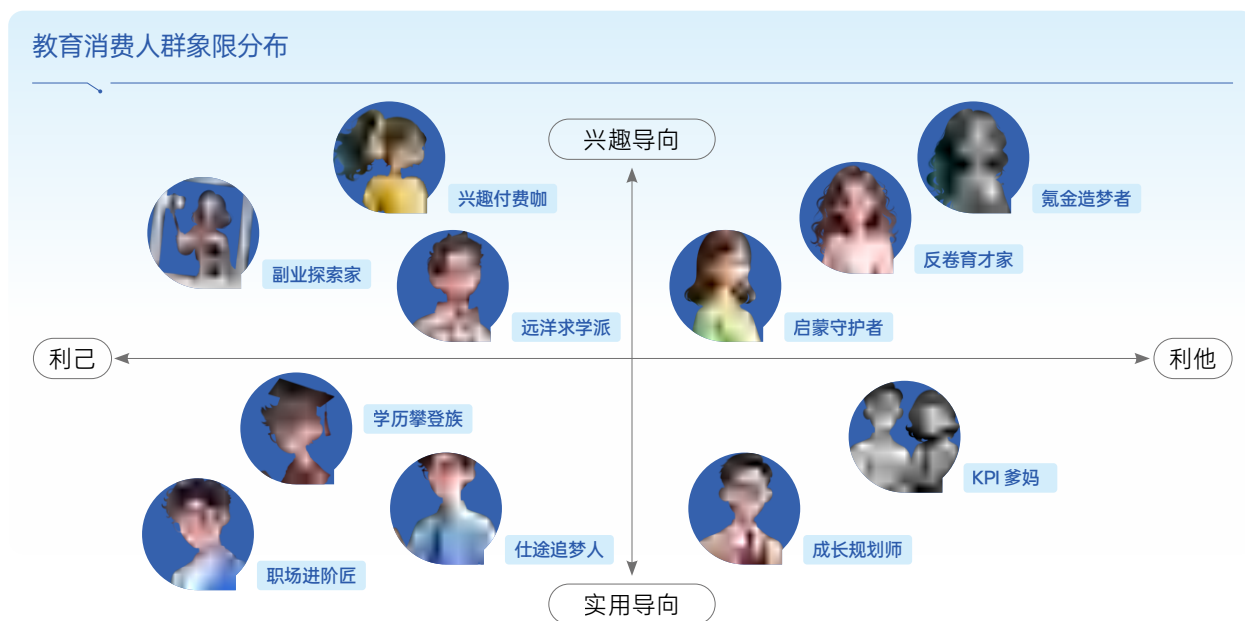 教育消费人群象限分布
兴趣导向
兴趣付费咖
氪金造梦者
副业探索家
反卷育才家
远洋求学派
启蒙守护者
利己
利他
学历攀登族
KPI 爹妈
仕途追梦人
成长规划师
职场进阶匠
实用导向